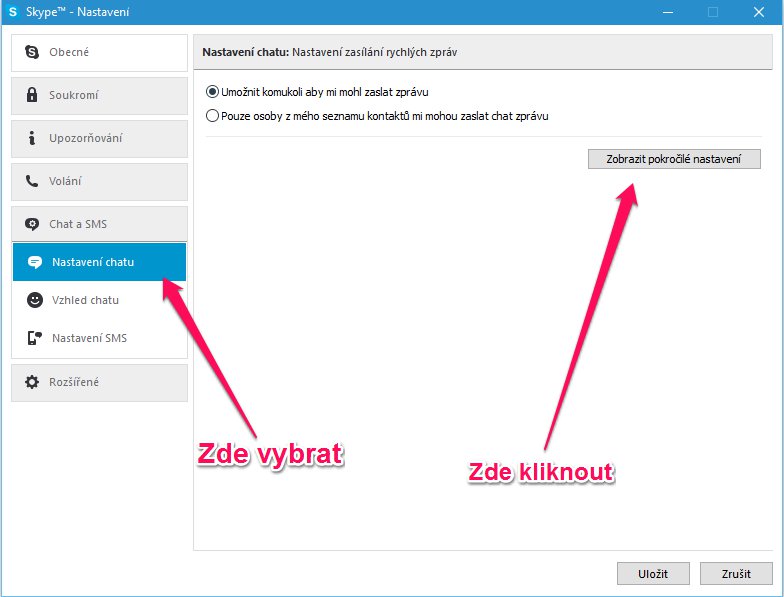 Skype™ - Nastavení
Obecné
Soukromí
Upozorňování
Volání
Chat a SMS
Nastavení chatu
Vzhled chatu
Nastavení SMS
Rozšířené
Nastavení chatu: Nastavení zasílání rychlých zpráv
Umožnit komukoli aby mi mohl zaslat zprávu
Pouze osoby z mého seznamu kontaktů mi mohou zaslat chat zprávu
Zobrazit pokročilé nastavení
Zde vybrat
Zde kliknout
Uložit
Zrušit